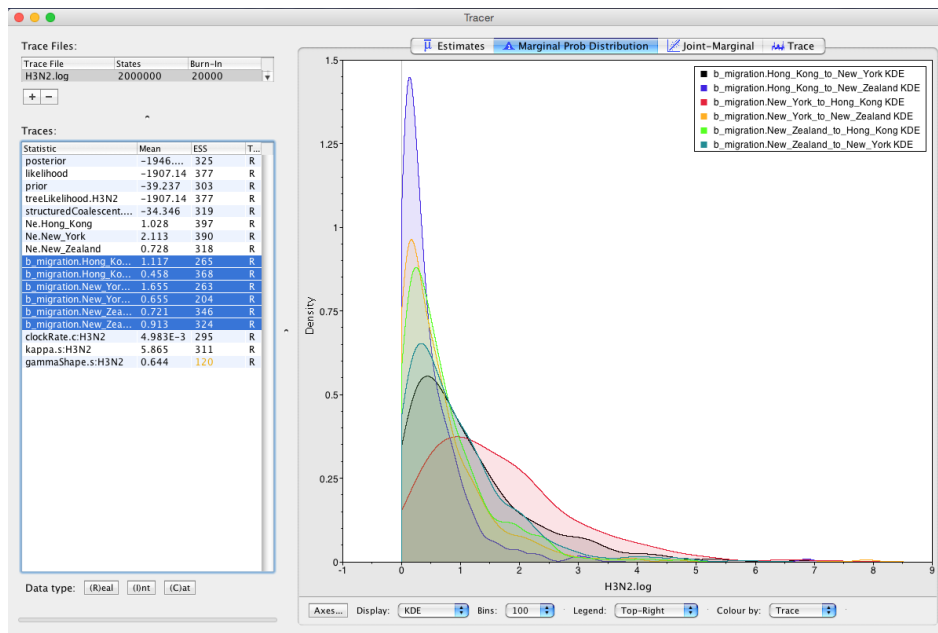 Tracer
Trace Files:
Trace File States Burn-In
H3N2.log 2000000 20000
+ −
Traces:
Statistic Mean ESS T...
posterior −1946.... 325 R
likelihood −1907.14 377 R
prior −39.237 303 R
treeLikelihood.H3N2 −1907.14 377 R
structuredCoalescent.... −34.346 319 R
Ne.Hong_Kong 1.028 397 R
Ne.New_York 2.113 390 R
Ne.New_Zealand 0.728 318 R
b_migration.Hong_Ko... 1.117 265 R
b_migration.Hong_Ko... 0.458 368 R
b_migration.New_Yor... 1.655 263 R
b_migration.New_Yor... 0.655 204 R
b_migration.New_Zea... 0.721 346 R
b_migration.New_Zea... 0.913 324 R
clockRate.c:H3N2 4.983E-3 295 R
kappa.s:H3N2 5.865 311 R
gammaShape.s:H3N2 0.644 120 R
Data type: (R)eal (I)nt (C)at
Estimates Marginal Prob Distribution Joint-Marginal Trace
b_migration.Hong_Kong_to_New_York KDE
b_migration.Hong_Kong_to_New_Zealand KDE
b_migration.New_York_to_Hong_Kong KDE
b_migration.New_York_to_New_Zealand KDE
b_migration.New_Zealand_to_Hong_Kong KDE
b_migration.New_Zealand_to_New_York KDE
1.5
1.25
1
0.75
0.5
0.25
0
Density
-1 0 1 2 3 4 5 6 7 8 9
H3N2.log
Axes... Display: KDE Bins: 100 Legend: Top-Right Colour by: Trace